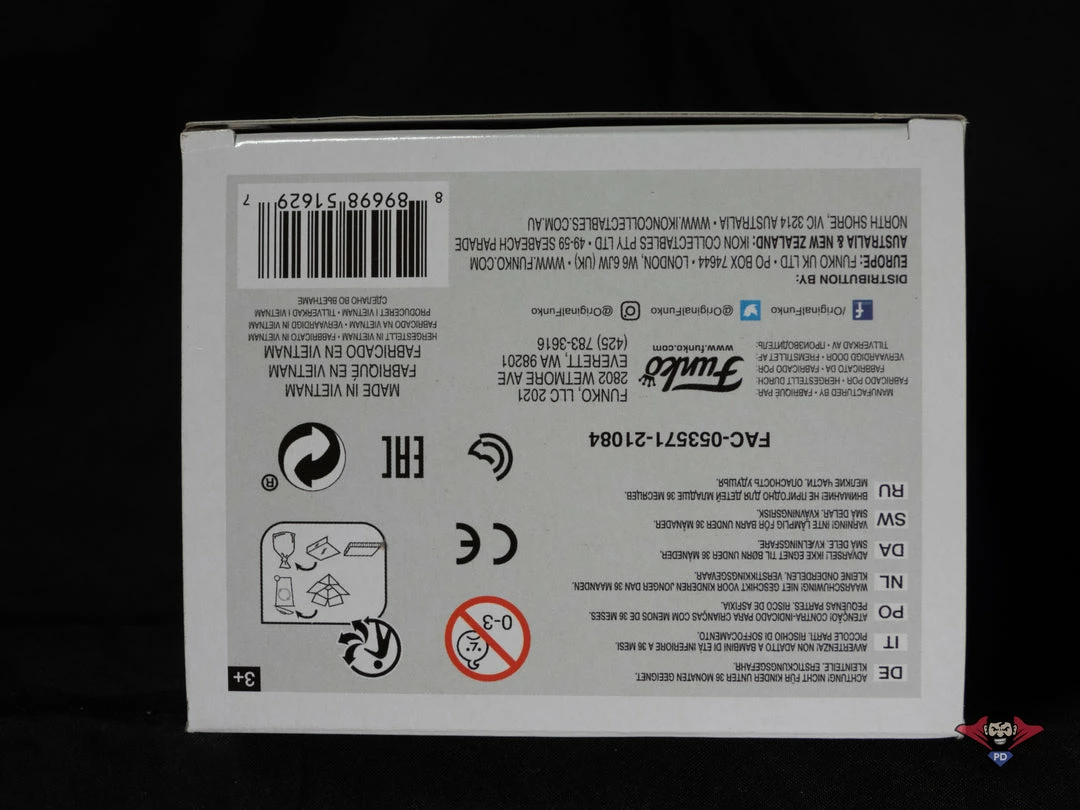 3+
DE
ACHTUNG! NICHT FÜR KINDER UNTER 36 MONATEN GEEIGNET.
KLEINTEILE. ERSTICKUNGSGEFAHR.
IT
AVVERTENZA! NON ADATTO A BAMBINI DI ETÀ INFERIORE A 36 MESI.
PICCOLE PARTI. RISCHIO DI SOFFOCAMENTO.
PO
ATENÇÃO! CONTRA-INDICADO PARA CRIANÇAS COM MENOS DE 36 MESES.
PEQUENAS PARTES. RISCO DE ASFIXIA.
NL
WAARSCHUWING! NIET GESCHIKT VOOR KINDEREN JONGER DAN 36 MAANDEN.
KLEINE ONDERDELEN. VERSTIKKINGSGEVAAR.
DA
ADVARSEL! IKKE EGNET TIL BØRN UNDER 36 MÅNEDER.
SMÅ DELE. KVÆLNINGSFARE.
SW
VARNING! INTE LÄMPLIG FÖR BARN UNDER 36 MÅNADER.
SMÅ DELAR. KVÄVNINGSRISK.
RU
ВНИМАНИЕ! НЕ ПРИГОДНО ДЛЯ ДЕТЕЙ МЛАДШЕ 36 МЕСЯЦЕВ.
МЕЛКИЕ ЧАСТИ. ОПАСНОСТЬ УДУШЬЯ.
0-3
CE
EAC
®
FAC-053571-21084
MANUFACTURED BY • FABRIQUÉ PAR:
FABRICADO POR • HERGESTELLT DURCH:
FABBRICATO DA • FABRICADO POR:
VERVAARDIGD DOOR • FREMSTILLET AF:
TILLVERKAD AV • ПРОИЗВОДИТЕЛЬ:
Funko
www.funko.com
FUNKO, LLC 2021
2802 WETMORE AVE
EVERETT, WA 98201
(425) 783-3616
MADE IN VIETNAM
FABRIQUÉ EN VIETNAM
FABRICADO EN VIETNAM
HERGESTELLT IN VIETNAM • FABBRICATO IN VIETNAM
FABRICADO NA VIETNAM • VERVAARDIGD IN VIETNAM
PRODUCERET I VIETNAM • TILLVERKAD I VIETNAM
СДЕЛАНО ВО ВЬЕТНАМЕ
/OriginalFunko
@OriginalFunko
@OriginalFunko
DISTRIBUTION BY:
EUROPE: FUNKO UK LTD • PO BOX 74644 • LONDON, W6 6JW (UK) • WWW.FUNKO.COM
AUSTRALIA & NEW ZEALAND: IKON COLLECTABLES PTY LTD • 49-59 SEABEACH PARADE
NORTH SHORE, VIC 3214 AUSTRALIA • WWW.IKONCOLLECTABLES.COM.AU
8 89698 51629 7
PD